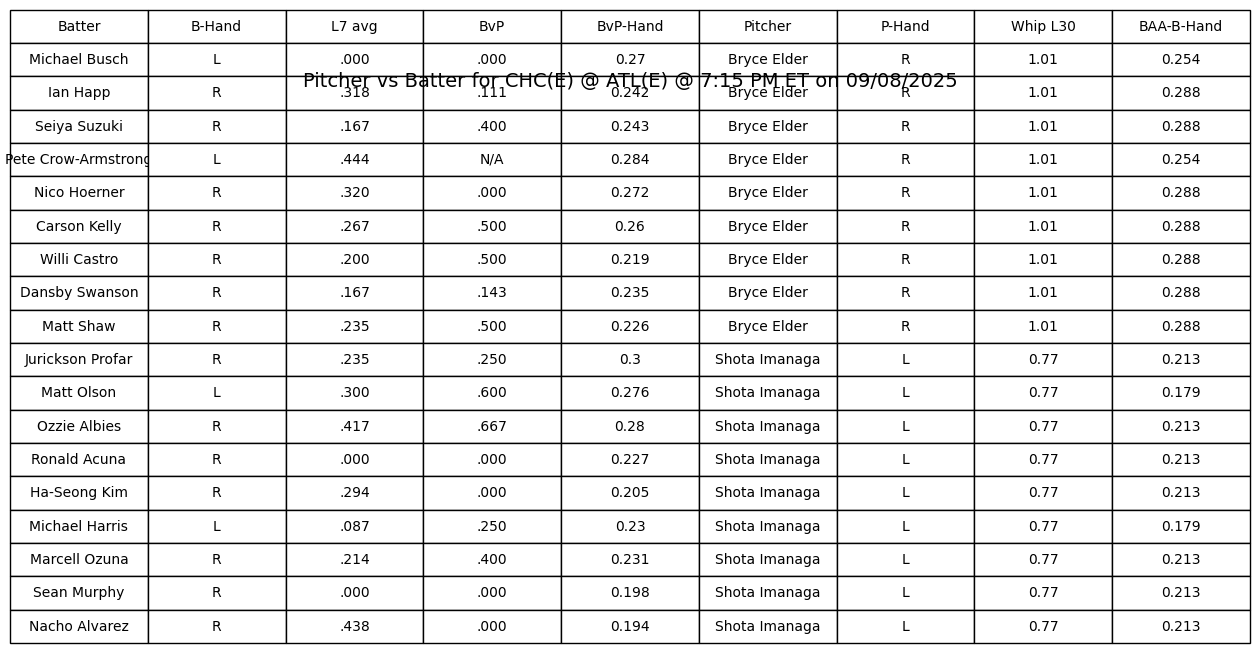 Batter B-Hand L7 avg BvP BvP-Hand Pitcher P-Hand Whip L30 BAA-B-Hand
Michael Busch L .000 .000 0.27 Bryce Elder R 1.01 0.254
Pitcher vs Batter for CHC(E) @ ATL(E) @ 7:15 PM ET on 09/08/2025
Ian Happ R .318 .111 0.242 Bryce Elder R 1.01 0.288
Seiya Suzuki R .167 .400 0.243 Bryce Elder R 1.01 0.288
Pete Crow-Armstrong L .444 N/A 0.284 Bryce Elder R 1.01 0.254
Nico Hoerner R .320 .000 0.272 Bryce Elder R 1.01 0.288
Carson Kelly R .267 .500 0.26 Bryce Elder R 1.01 0.288
Willi Castro R .200 .500 0.219 Bryce Elder R 1.01 0.288
Dansby Swanson R .167 .143 0.235 Bryce Elder R 1.01 0.288
Matt Shaw R .235 .500 0.226 Bryce Elder R 1.01 0.288
Jurickson Profar R .235 .250 0.3 Shota Imanaga L 0.77 0.213
Matt Olson L .300 .600 0.276 Shota Imanaga L 0.77 0.179
Ozzie Albies R .417 .667 0.28 Shota Imanaga L 0.77 0.213
Ronald Acuna R .000 .000 0.227 Shota Imanaga L 0.77 0.213
Ha-Seong Kim R .294 .000 0.205 Shota Imanaga L 0.77 0.213
Michael Harris L .087 .250 0.23 Shota Imanaga L 0.77 0.179
Marcell Ozuna R .214 .400 0.231 Shota Imanaga L 0.77 0.213
Sean Murphy R .000 .000 0.198 Shota Imanaga L 0.77 0.213
Nacho Alvarez R .438 .000 0.194 Shota Imanaga L 0.77 0.213